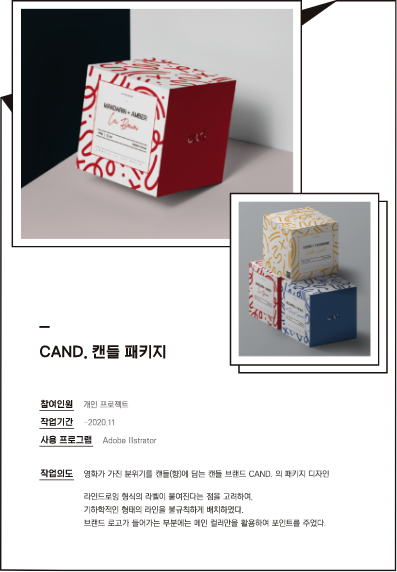 MANDARIN + AMBER
CAND. 캔들 패키지
참여인원 개인 프로젝트
작업기간 -2020.11
사용 프로그램 Adobe Illstrator
작업의도 영화가 가진 분위기를 캔들(향)에 담는 캔들 브랜드 CAND. 의 패키지 디자인
라인드로잉 형식의 라벨이 붙여진다는 점을 고려하여,
기하학적인 형태의 라인을 불규칙하게 배치하였다.
브랜드 로고가 들어가는 부분에는 메인 컬러만을 활용하여 포인트를 주었다.